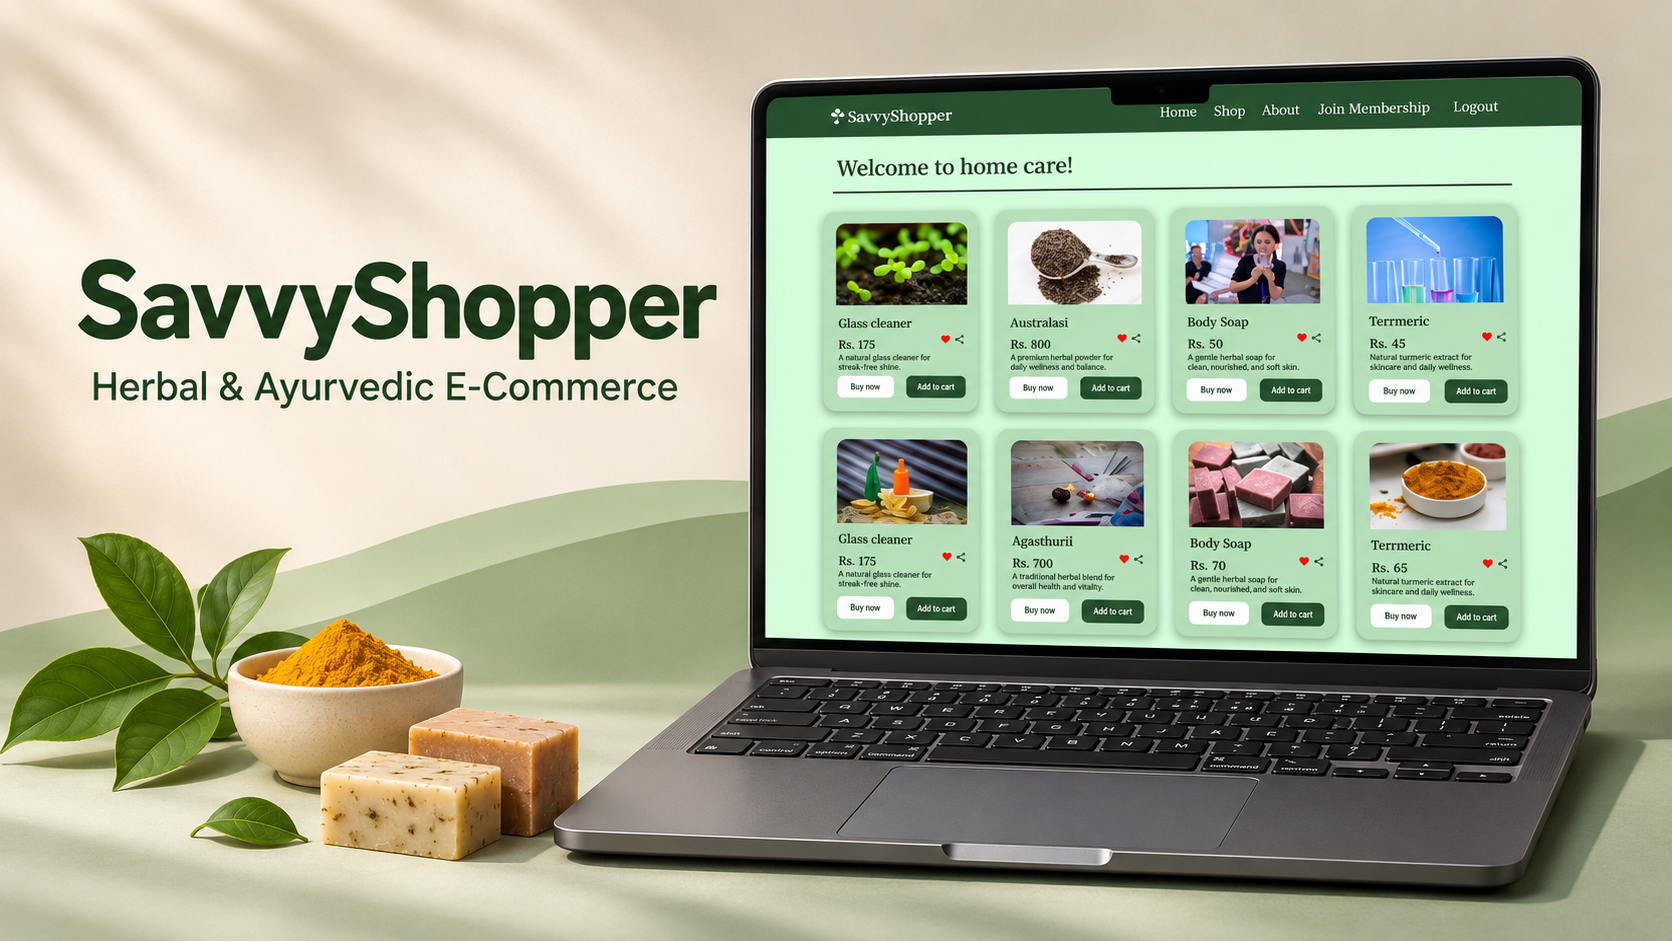 SavvyShopper
Herbal & Ayurvedic E-Commerce
SavvyShopper
Home Shop About Join Membership Logout
Welcome to home care!
Glass cleaner
Rs. 175
A natural glass cleaner for
streak-free shine.
Buy now Add to cart
Australasi
Rs. 800
A premium herbal powder for
daily wellness and balance.
Buy now Add to cart
Body Soap
Rs. 50
A gentle herbal soap for
clean, nourished, and soft skin.
Buy now Add to cart
Terrmeric
Rs. 45
Natural turmeric extract for
skincare and daily wellness.
Buy now Add to cart
Glass cleaner
Rs. 175
A natural glass cleaner for
streak-free shine.
Buy now Add to cart
Agasthurii
Rs. 700
A traditional herbal blend for
overall health and vitality.
Buy now Add to cart
Body Soap
Rs. 70
A gentle herbal soap for
clean, nourished, and soft skin.
Buy now Add to cart
Terrmeric
Rs. 65
Natural turmeric extract for
skincare and daily wellness.
Buy now Add to cart